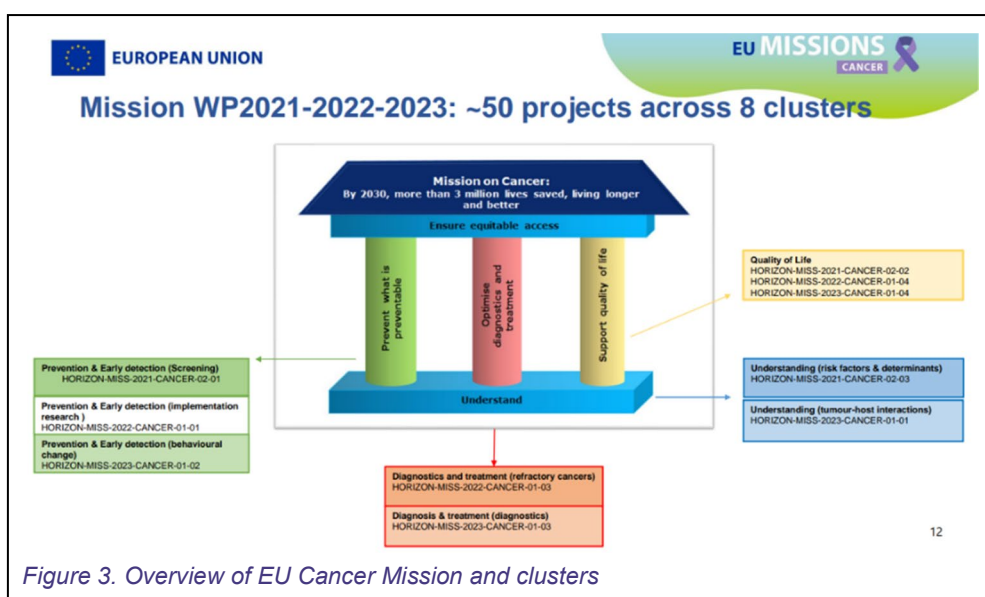 EUROPEAN UNION
EU MISSIONS
CANCER
Mission WP2021-2022-2023: ~50 projects across 8 clusters
Mission on Cancer:
By 2030, more than 3 million lives saved, living longer
and better
Ensure equitable access
Prevent what is
preventable
Optimise
diagnostics and
treatment
Support quality of life
Understand
Quality of Life
HORIZON-MISS-2021-CANCER-02-02
HORIZON-MISS-2022-CANCER-01-04
HORIZON-MISS-2023-CANCER-01-04
Prevention & Early detection (Screening)
HORIZON-MISS-2021-CANCER-02-01
Prevention & Early detection (implementation
research )
HORIZON-MISS-2022-CANCER-01-01
Prevention & Early detection (behavioural
change)
HORIZON-MISS-2023-CANCER-01-02
Understanding (risk factors & determinants)
HORIZON-MISS-2021-CANCER-02-03
Understanding (tumour-host interactions)
HORIZON-MISS-2023-CANCER-01-01
Diagnostics and treatment (refractory cancers)
HORIZON-MISS-2022-CANCER-01-03
Diagnosis & treatment (diagnostics)
HORIZON-MISS-2023-CANCER-01-03
12
Figure 3. Overview of EU Cancer Mission and clusters